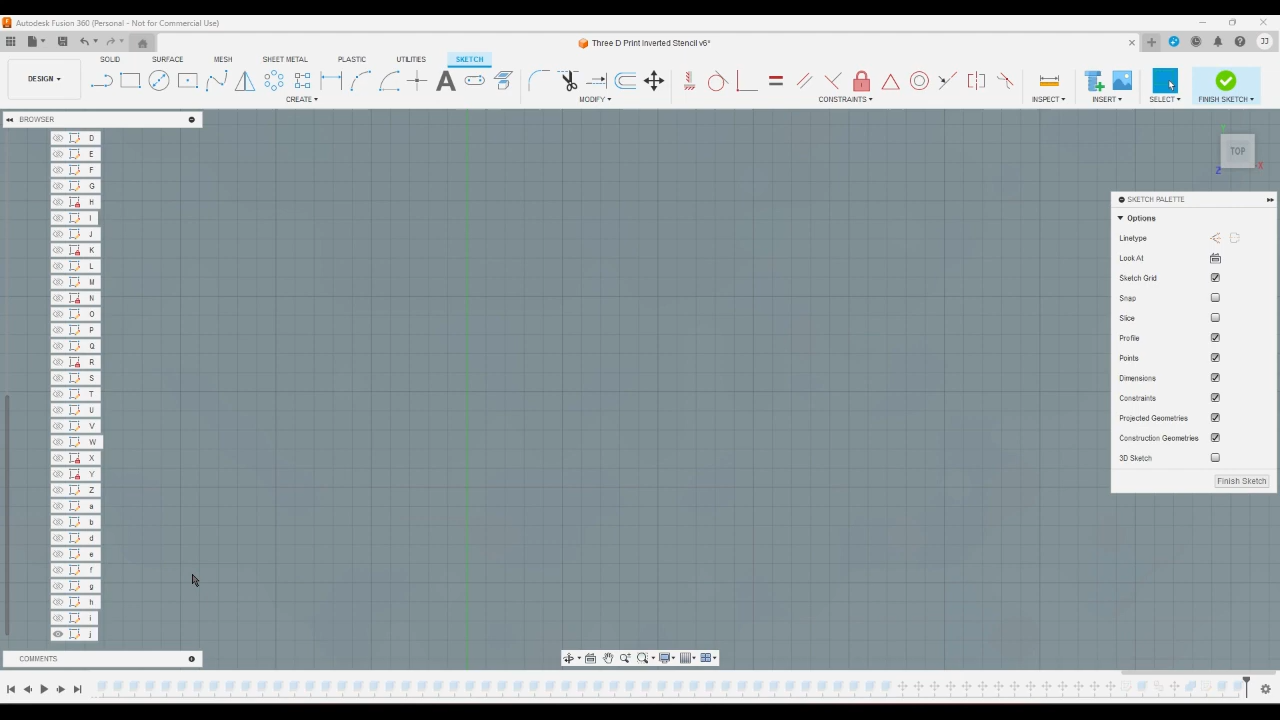 Autodesk Fusion 360 (Personal - Not for Commercial Use)
Three D Print Inverted Stencil v6*
JJ
DESIGN
SOLID SURFACE MESH SHEET METAL PLASTIC UTILITIES SKETCH
CREATE MODIFY CONSTRAINTS INSPECT INSERT SELECT FINISH SKETCH
BROWSER
D
E
F
G
H
I
J
K
L
M
N
O
P
Q
R
S
T
U
V
W
X
Y
Z
a
b
d
e
f
g
h
i
j
TOP
X
Y
Z
SKETCH PALETTE
Options
Linetype
Look At
Sketch Grid
Snap
Slice
Profile
Points
Dimensions
Constraints
Projected Geometries
Construction Geometries
3D Sketch
Finish Sketch
COMMENTS